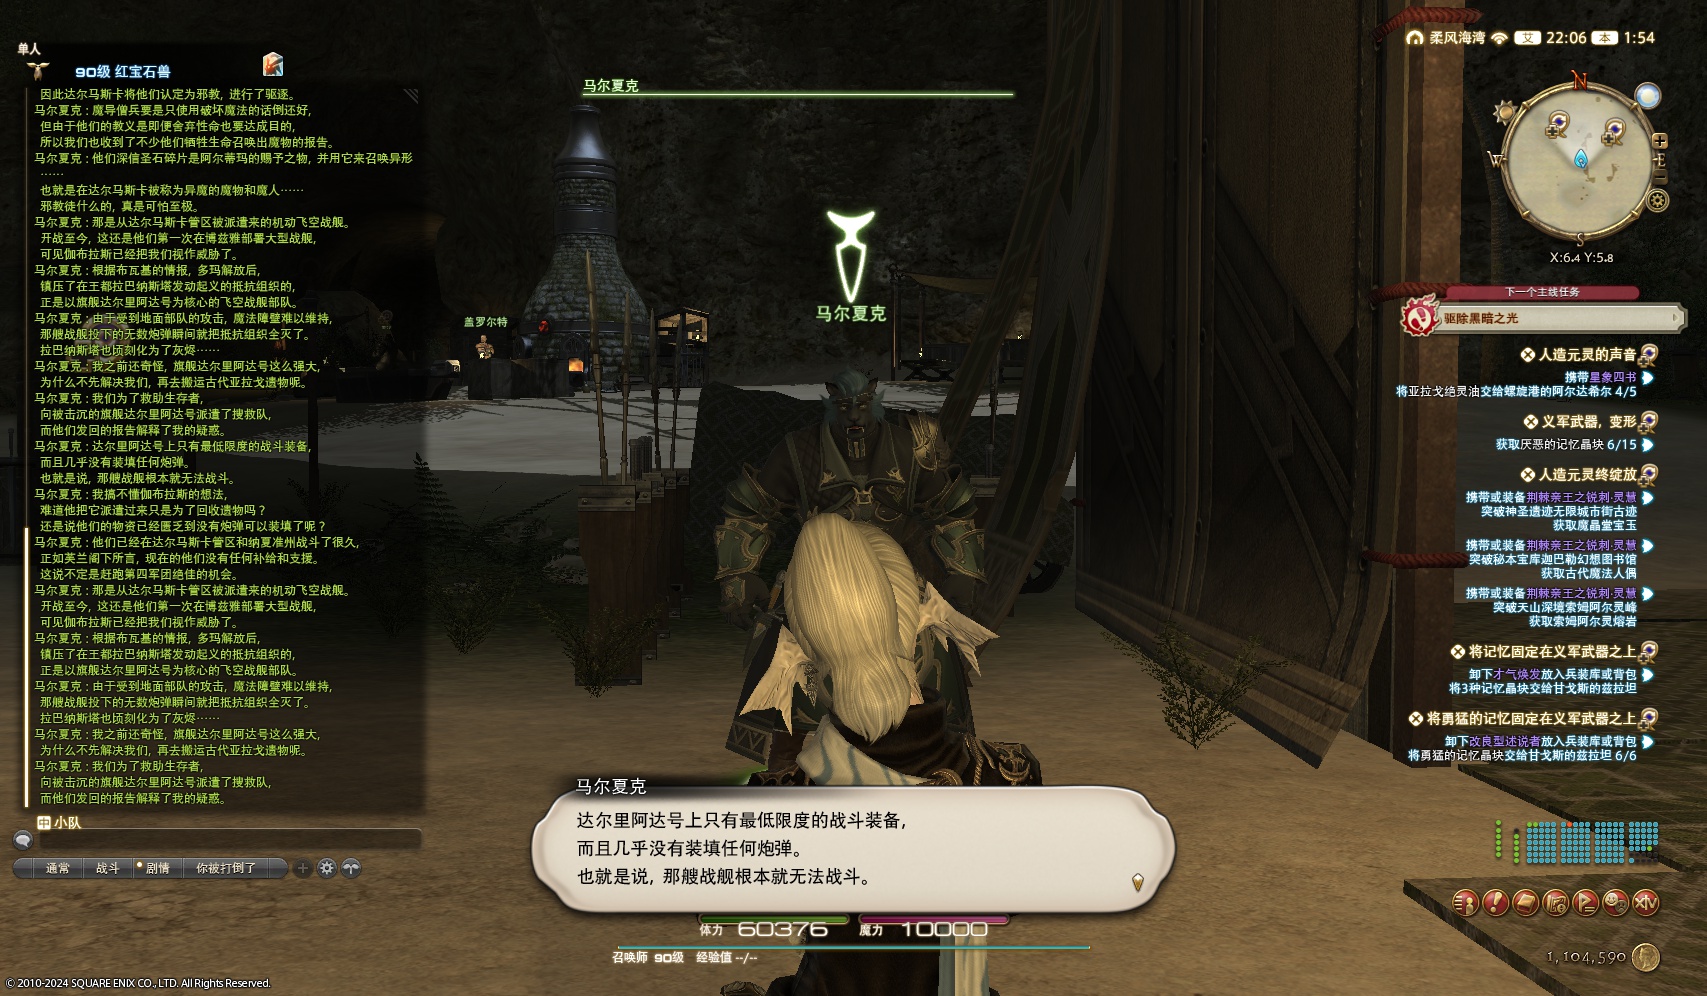 单人
90级 红宝石兽
因此达尔马斯卡将他们认定为邪教, 进行了驱逐。
马尔夏克 : 魔导僧兵要是只使用破坏魔法的话倒还好,
但由于他们的教义是即便舍弃性命也要达成目的,
所以我们也收到了不少他们牺牲生命召唤出魔物的报告。
马尔夏克 : 他们深信圣石碎片是阿尔蒂玛的赐予之物, 并用它来召唤异形
……
也就是在达尔马斯卡被称为异魔的魔物和魔人……
邪教徒什么的, 真是可怕至极。
马尔夏克 : 那是从达尔马斯卡管区被派遣来的机动飞空战舰。
开战至今, 这还是他们第一次在博兹雅部署大型战舰,
可见伽布拉斯已经把我们视作威胁了。
马尔夏克 : 根据布瓦基的情报, 多玛解放后,
镇压了在王都拉巴纳斯塔发动起义的抵抗组织的,
正是以旗舰达尔里阿达号为核心的飞空战舰部队。
马尔夏克 : 由于受到地面部队的攻击, 魔法障壁难以维持,
那艘战舰投下的无数炮弹瞬间就把抵抗组织全灭了。
拉巴纳斯塔也顷刻化为了灰烬……
马尔夏克 : 我之前还奇怪, 旗舰达尔里阿达号这么强大,
为什么不先解决我们, 再去搬运古代亚拉戈遗物呢。
马尔夏克 : 我们为了救助生存者,
向被击沉的旗舰达尔里阿达号派遣了搜救队,
而他们发回的报告解释了我的疑惑。
马尔夏克 : 达尔里阿达号上只有最低限度的战斗装备,
而且几乎没有装填任何炮弹。
也就是说, 那艘战舰根本就无法战斗。
马尔夏克 : 我搞不懂伽布拉斯的想法,
难道他把它派遣过来只是为了回收遗物吗 ?
还是说他们的物资已经匮乏到没有炮弹可以装填了呢 ?
马尔夏克 : 他们已经在达尔马斯卡管区和纳夏准州战斗了很久,
正如芙兰阁下所言, 现在的他们没有任何补给和支援。
这说不定是赶跑第四军团绝佳的机会。
马尔夏克 : 那是从达尔马斯卡管区被派遣来的机动飞空战舰。
开战至今, 这还是他们第一次在博兹雅部署大型战舰,
可见伽布拉斯已经把我们视作威胁了。
马尔夏克 : 根据布瓦基的情报, 多玛解放后,
镇压了在王都拉巴纳斯塔发动起义的抵抗组织的,
正是以旗舰达尔里阿达号为核心的飞空战舰部队。
马尔夏克 : 由于受到地面部队的攻击, 魔法障壁难以维持,
那艘战舰投下的无数炮弹瞬间就把抵抗组织全灭了。
拉巴纳斯塔也顷刻化为了灰烬……
马尔夏克 : 我之前还奇怪, 旗舰达尔里阿达号这么强大,
为什么不先解决我们, 再去搬运古代亚拉戈遗物呢。
马尔夏克 : 我们为了救助生存者,
向被击沉的旗舰达尔里阿达号派遣了搜救队,
而他们发回的报告解释了我的疑惑。
小队
通常 战斗 剧情 你被打倒了
© 2010-2024 SQUARE ENIX CO., LTD. All Rights Reserved.
马尔夏克
盖罗尔特
马尔夏克
马尔夏克
达尔里阿达号上只有最低限度的战斗装备,
而且几乎没有装填任何炮弹。
也就是说, 那艘战舰根本就无法战斗。
体力 60376 魔力 10000
召唤师 90级 经验值 --/--
柔风海湾 艾 22:06 本 1:54
N
W
E
S
X:6.4 Y:5.8
下一个主线任务
驱除黑暗之光
人造元灵的声音
携带星象四书
将亚拉戈绝灵油交给螺旋港的阿尔达希尔 4/5
义军武器, 变形
获取厌恶的记忆晶块 6/15
人造元灵终绽放
携带或装备荆棘亲王之锐刺·灵慧
突破神圣遗迹无限城市街古迹
获取魔晶堂宝玉
携带或装备荆棘亲王之锐刺·灵慧
突破秘本宝库迦巴勒幻想图书馆
获取古代魔法人偶
携带或装备荆棘亲王之锐刺·灵慧
突破天山深境索姆阿尔灵峰
获取索姆阿尔灵熔岩
将记忆固定在义军武器之上
卸下才气焕发放入兵装库或背包
将3种记忆晶块交给甘戈斯的兹拉坦
将勇猛的记忆固定在义军武器之上
卸下改良型述说者放入兵装库或背包
将勇猛的记忆晶块交给甘戈斯的兹拉坦 6/6
XIV
1,104,590